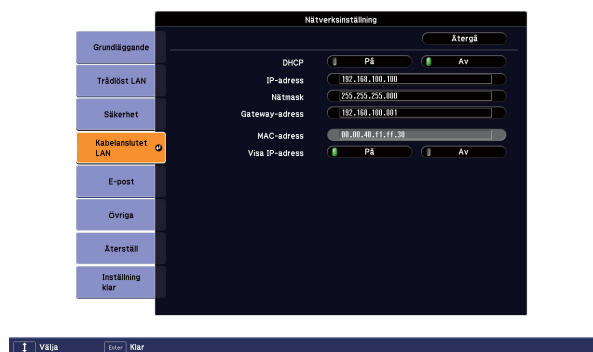 Nätverksinställning
Återgå
Grundläggande
Trådlöst LAN
Säkerhet
Kabelanslutet
LAN
E-post
Övriga
Återställ
Inställning
klar
DHCP På Av
IP-adress 192.168.100.100
Nätmask 255.255.255.000
Gateway-adress 192.168.100.001
MAC-adress 00.00.48.f1.ff.38
Visa IP-adress På Av
Välja Enter Klar